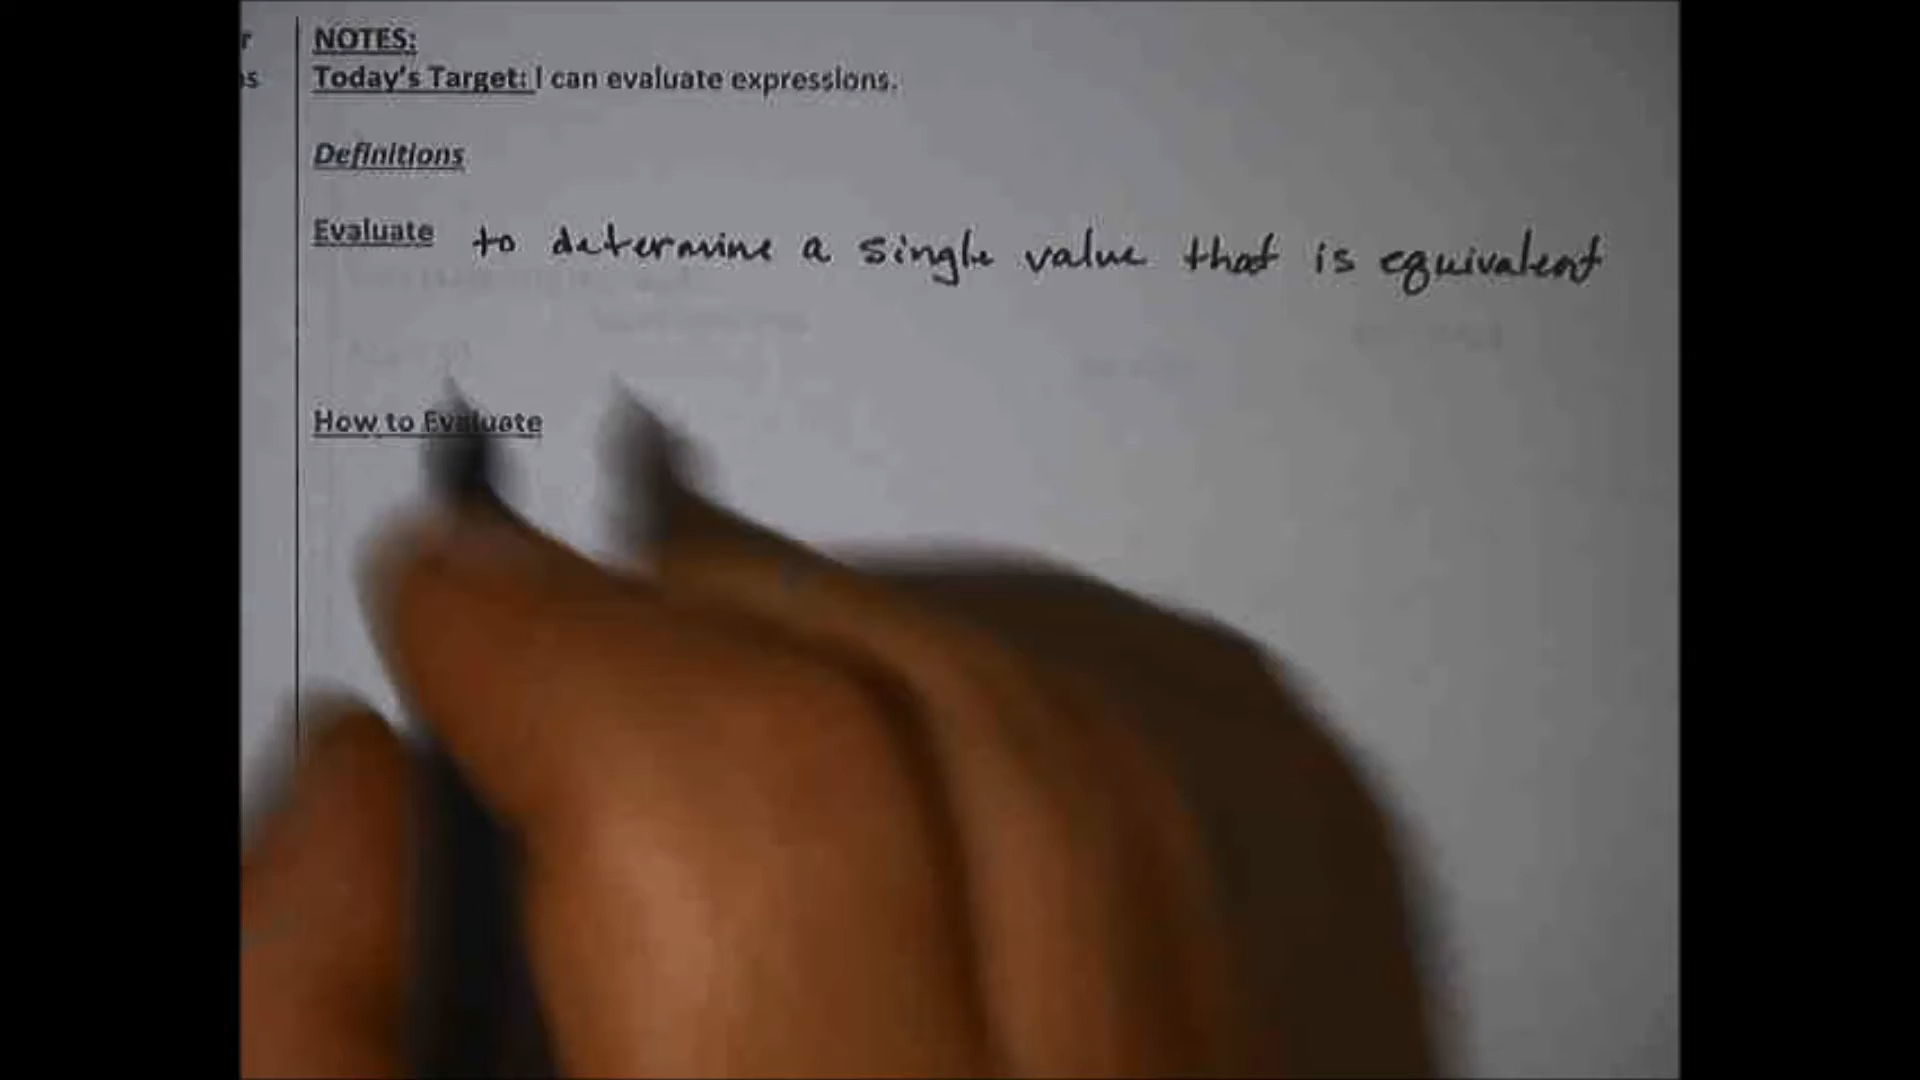 NOTES:
Today's Target: I can evaluate expressions.
Definitions
Evaluate to determine a single value that is equivalent
How to Evaluate